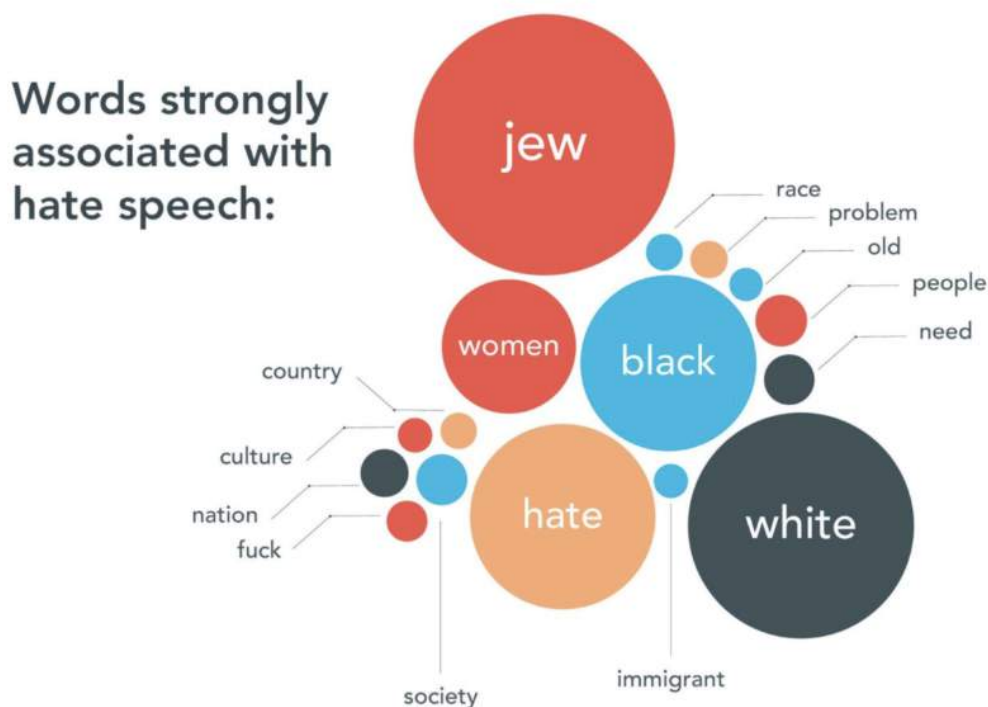 Words strongly
associated with
hate speech:
jew
race
problem
old
people
need
women
black
country
culture
nation
fuck
hate
white
society
immigrant